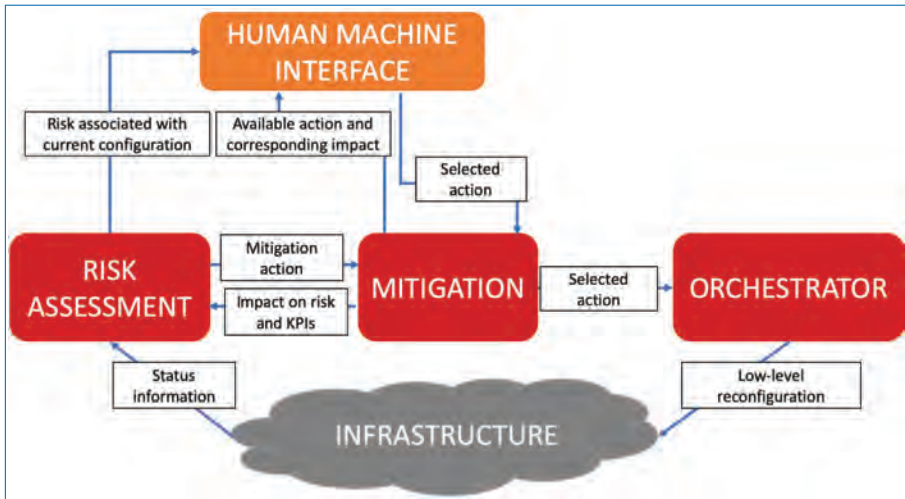 HUMAN MACHINE
INTERFACE
Risk associated with
current configuration
Available action and
corresponding impact
Selected
action
RISK
ASSESSMENT
Mitigation
action
Impact on risk
and KPIs
MITIGATION
Selected
action
ORCHESTRATOR
Status
information
Low-level
reconfiguration
INFRASTRUCTURE